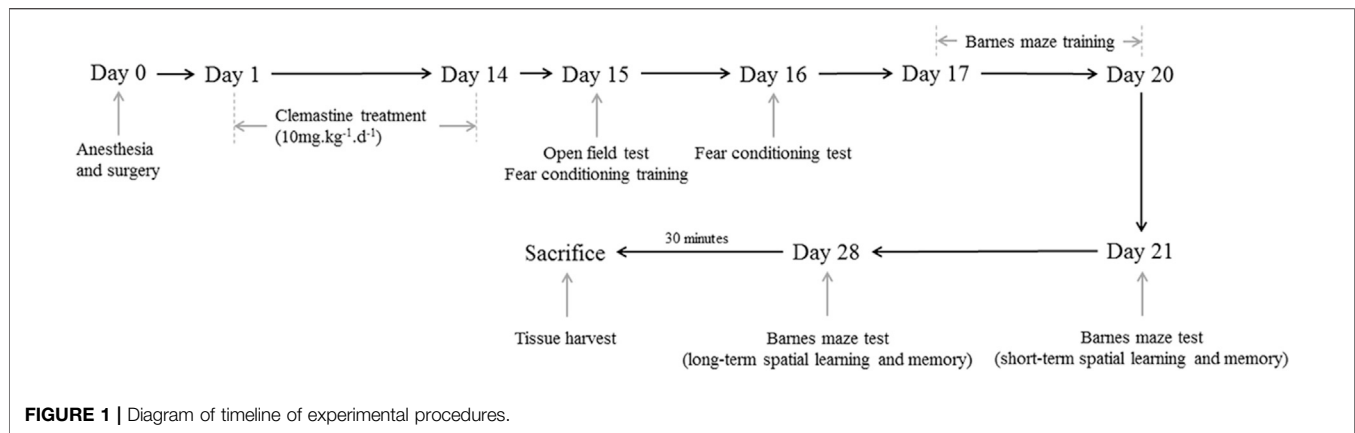 Barnes maze training
Day 0
Day 1
Day 14
Day 15
Day 16
Day 17
Day 20
Clemastine treatment
(10mg.kg⁻¹.d⁻¹)
Anesthesia
and surgery
Open field test
Fear conditioning training
Fear conditioning test
Sacrifice
30 minutes
Day 28
Day 21
Tissue harvest
Barnes maze test
(long-term spatial learning and memory)
Barnes maze test
(short-term spatial learning and memory)
FIGURE 1 | Diagram of timeline of experimental procedures.